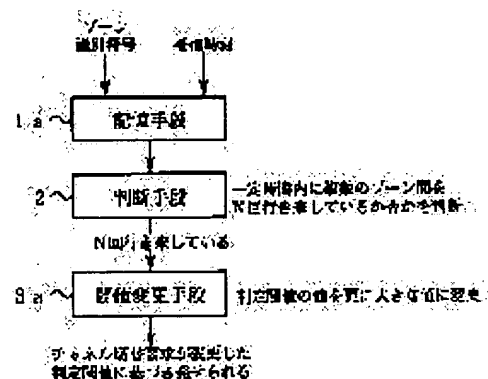 ゾーン
識別符号
受信時刻
1a
記憶手段
2
判断手段
一定時間内に複数のゾーン間を
N回行き来しているか否かを判断
N回行き来している
3a
閾値変更手段
判定閾値の値を更に大きな値に変更
チャネル切替要求が変更した
判定閾値に基づき発せられる